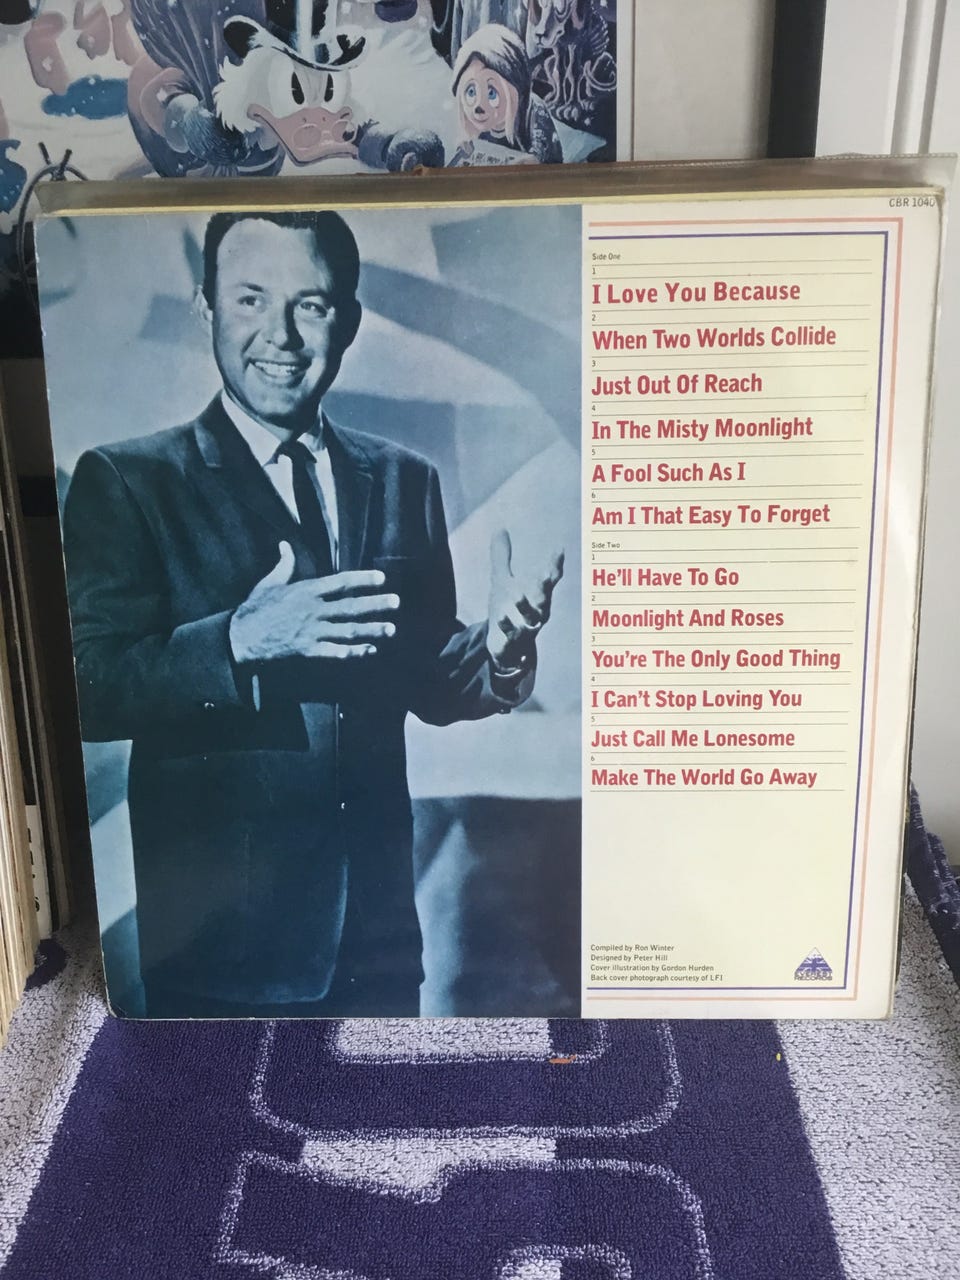 CBR 1040
Side One
1
I Love You Because
2
When Two Worlds Collide
3
Just Out Of Reach
4
In The Misty Moonlight
5
A Fool Such As I
6
Am I That Easy To Forget
Side Two
1
He'll Have To Go
2
Moonlight And Roses
3
You're The Only Good Thing
4
I Can't Stop Loving You
5
Just Call Me Lonesome
6
Make The World Go Away
Compiled by Ron Winter
Designed by Peter Hill
Cover illustration by Gordon Hurden
Back cover photograph courtesy of LFI
RECORDS